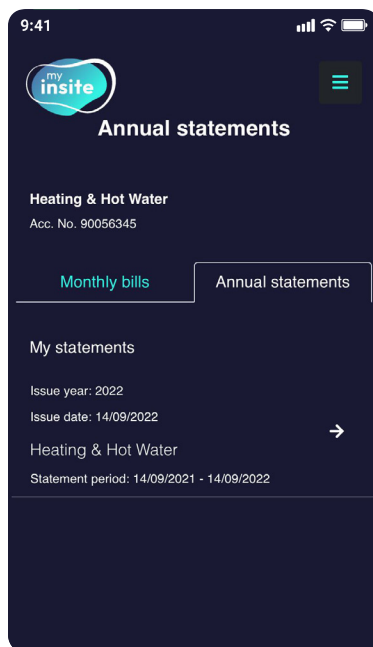 9:41
my
insite
Annual statements
Heating & Hot Water
Acc. No. 90056345
Monthly bills Annual statements
My statements
Issue year: 2022
Issue date: 14/09/2022
Heating & Hot Water
Statement period: 14/09/2021 - 14/09/2022